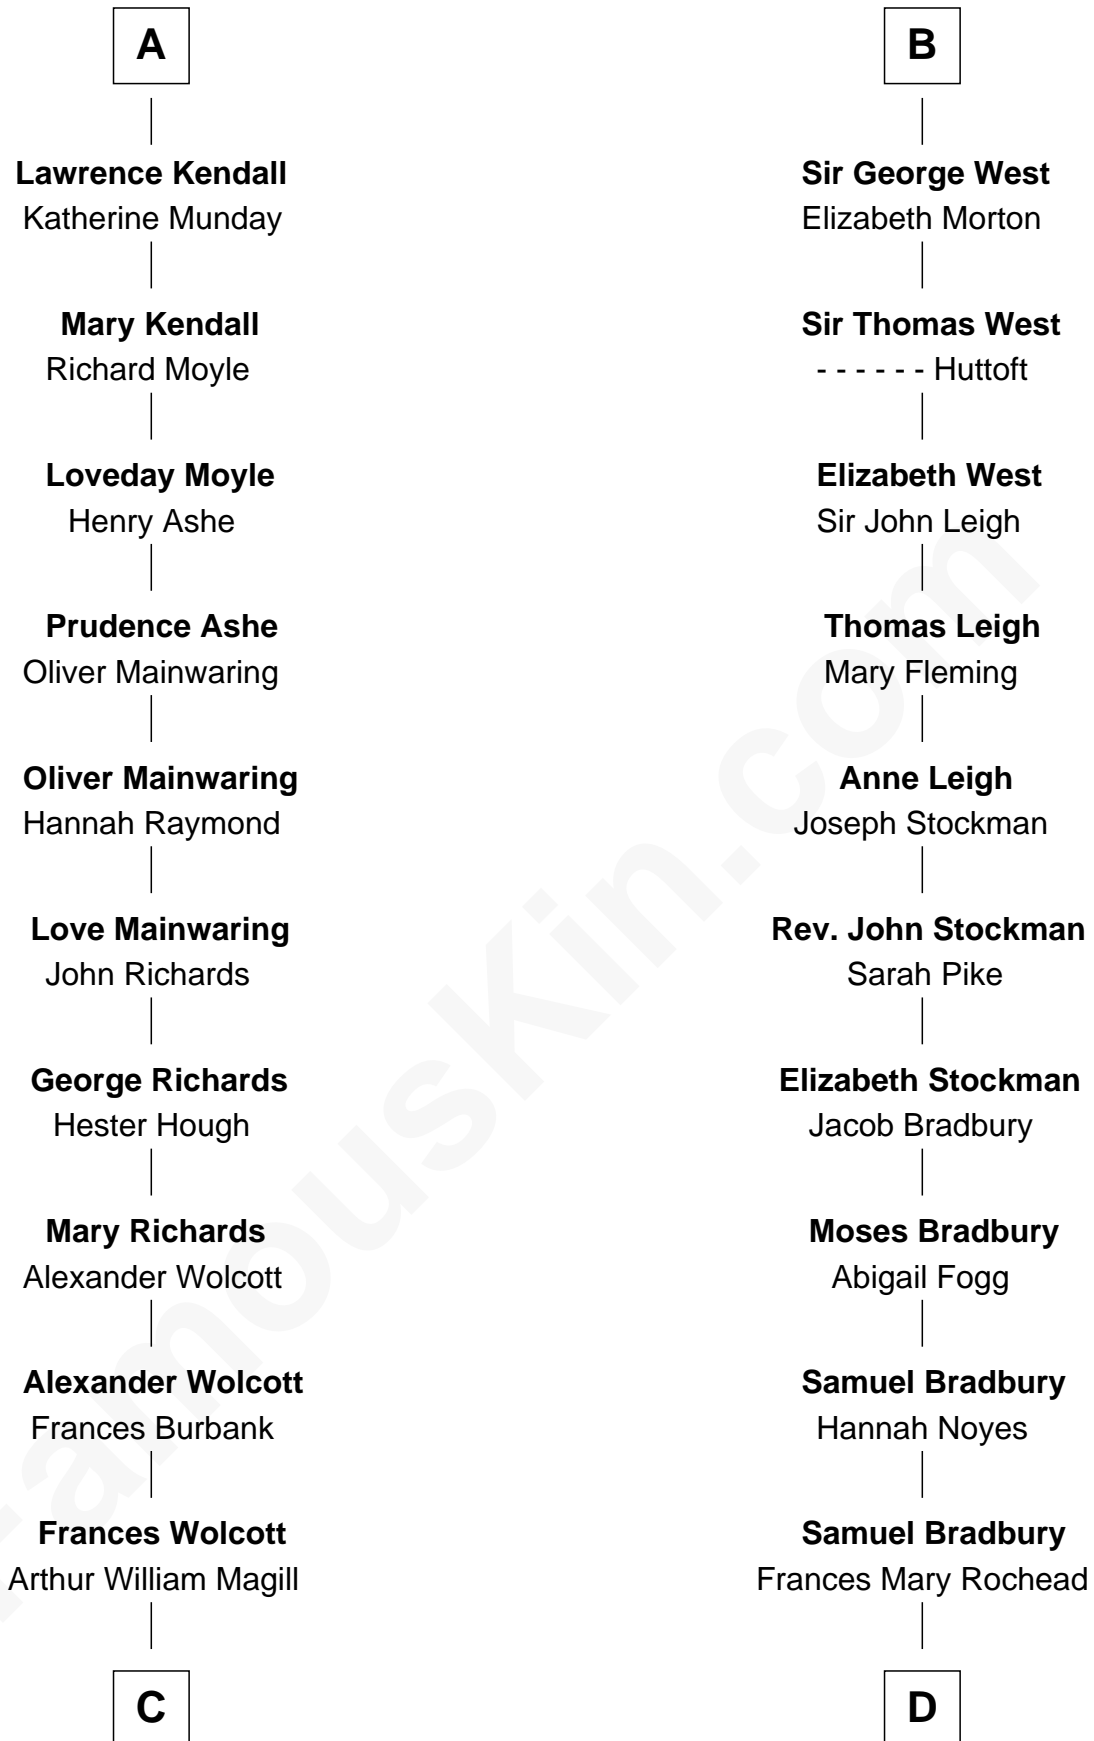 A
Lawrence Kendall
Katherine Munday
Mary Kendall
Richard Moyle
Loveday Moyle
Henry Ashe
Prudence Ashe
Oliver Mainwaring
Oliver Mainwaring
Hannah Raymond
Love Mainwaring
John Richards
George Richards
Hester Hough
Mary Richards
Alexander Wolcott
Alexander Wolcott
Frances Burbank
Frances Wolcott
Arthur William Magill
C
B
Sir George West
Elizabeth Morton
Sir Thomas West
- - - - - - Huttoft
Elizabeth West
Sir John Leigh
Thomas Leigh
Mary Fleming
Anne Leigh
Joseph Stockman
Rev. John Stockman
Sarah Pike
Elizabeth Stockman
Jacob Bradbury
Moses Bradbury
Abigail Fogg
Samuel Bradbury
Hannah Noyes
Samuel Bradbury
Frances Mary Rochead
D
FamousKin.com